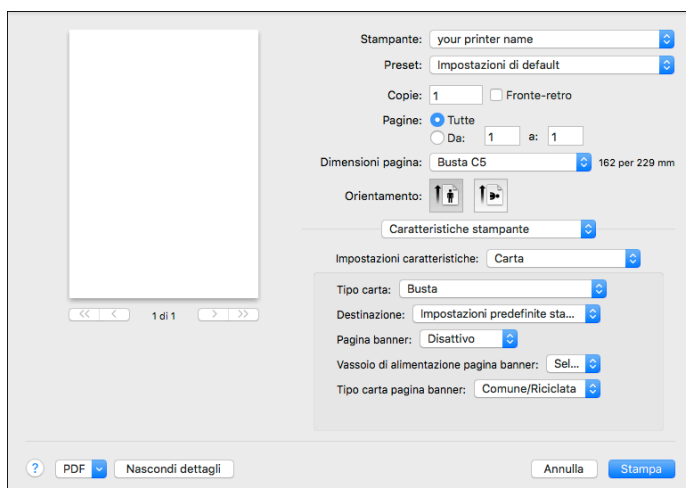 Stampante: your printer name
Preset: Impostazioni di default
Copie: 1 Fronte-retro
Pagine: Tutte
Da: 1 a: 1
Dimensioni pagina: Busta C5 162 per 229 mm
Orientamento:
Caratteristiche stampante
Impostazioni caratteristiche: Carta
Tipo carta: Busta
Destinazione: Impostazioni predefinite sta...
Pagina banner: Disattivo
Vassoio di alimentazione pagina banner: Sel...
Tipo carta pagina banner: Comune/Riciclata
1 di 1
? PDF Nascondi dettagli Annulla Stampa